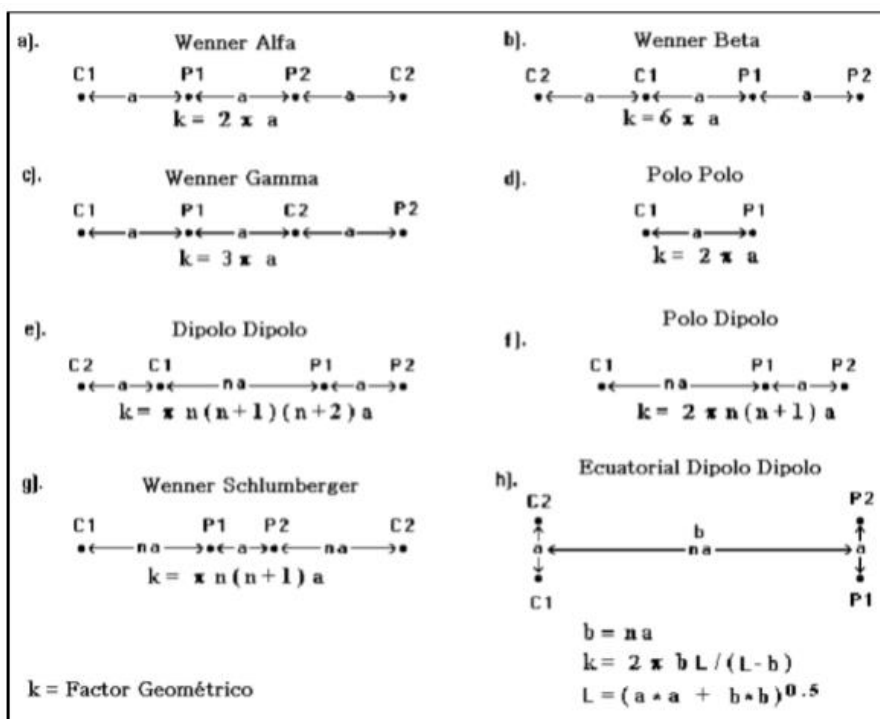 a).
Wenner Alfa
C1 P1 P2 C2
a a a
k = 2 π a
b).
Wenner Beta
C2 C1 P1 P2
a a a
k=6 π a
c).
Wenner Gamma
C1 P1 C2 P2
a a a
k = 3 π a
d).
Polo Polo
C1 P1
a
k = 2 π a
e).
Dipolo Dipolo
C2 C1 P1 P2
a na a
k = π n(n+1)(n+2)a
f).
Polo Dipolo
C1 P1 P2
na a
k = 2 π n(n+1)a
g).
Wenner Schlumberger
C1 P1 P2 C2
na a na
k = π n(n+1)a
h).
Ecuatorial Dipolo Dipolo
C2 P2
b
a na a
C1 P1
b = na
k = 2 π b L/(L-b)
L = (a*a + b*b)^0.5
k = Factor Geométrico